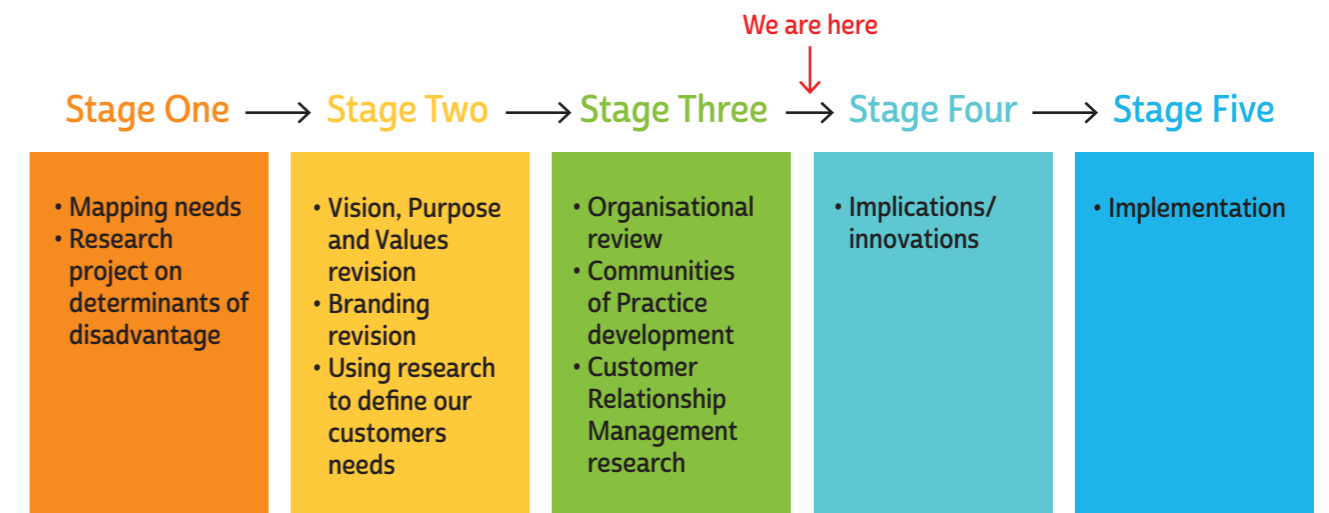 We are here
Stage One → Stage Two → Stage Three → Stage Four → Stage Five
• Mapping needs
• Research
project on
determinants of
disadvantage
• Vision, Purpose
and Values
revision
• Branding
revision
• Using research
to define our
customers
needs
• Organisational
review
• Communities
of Practice
development
• Customer
Relationship
Management
research
• Implications/
innovations
• Implementation